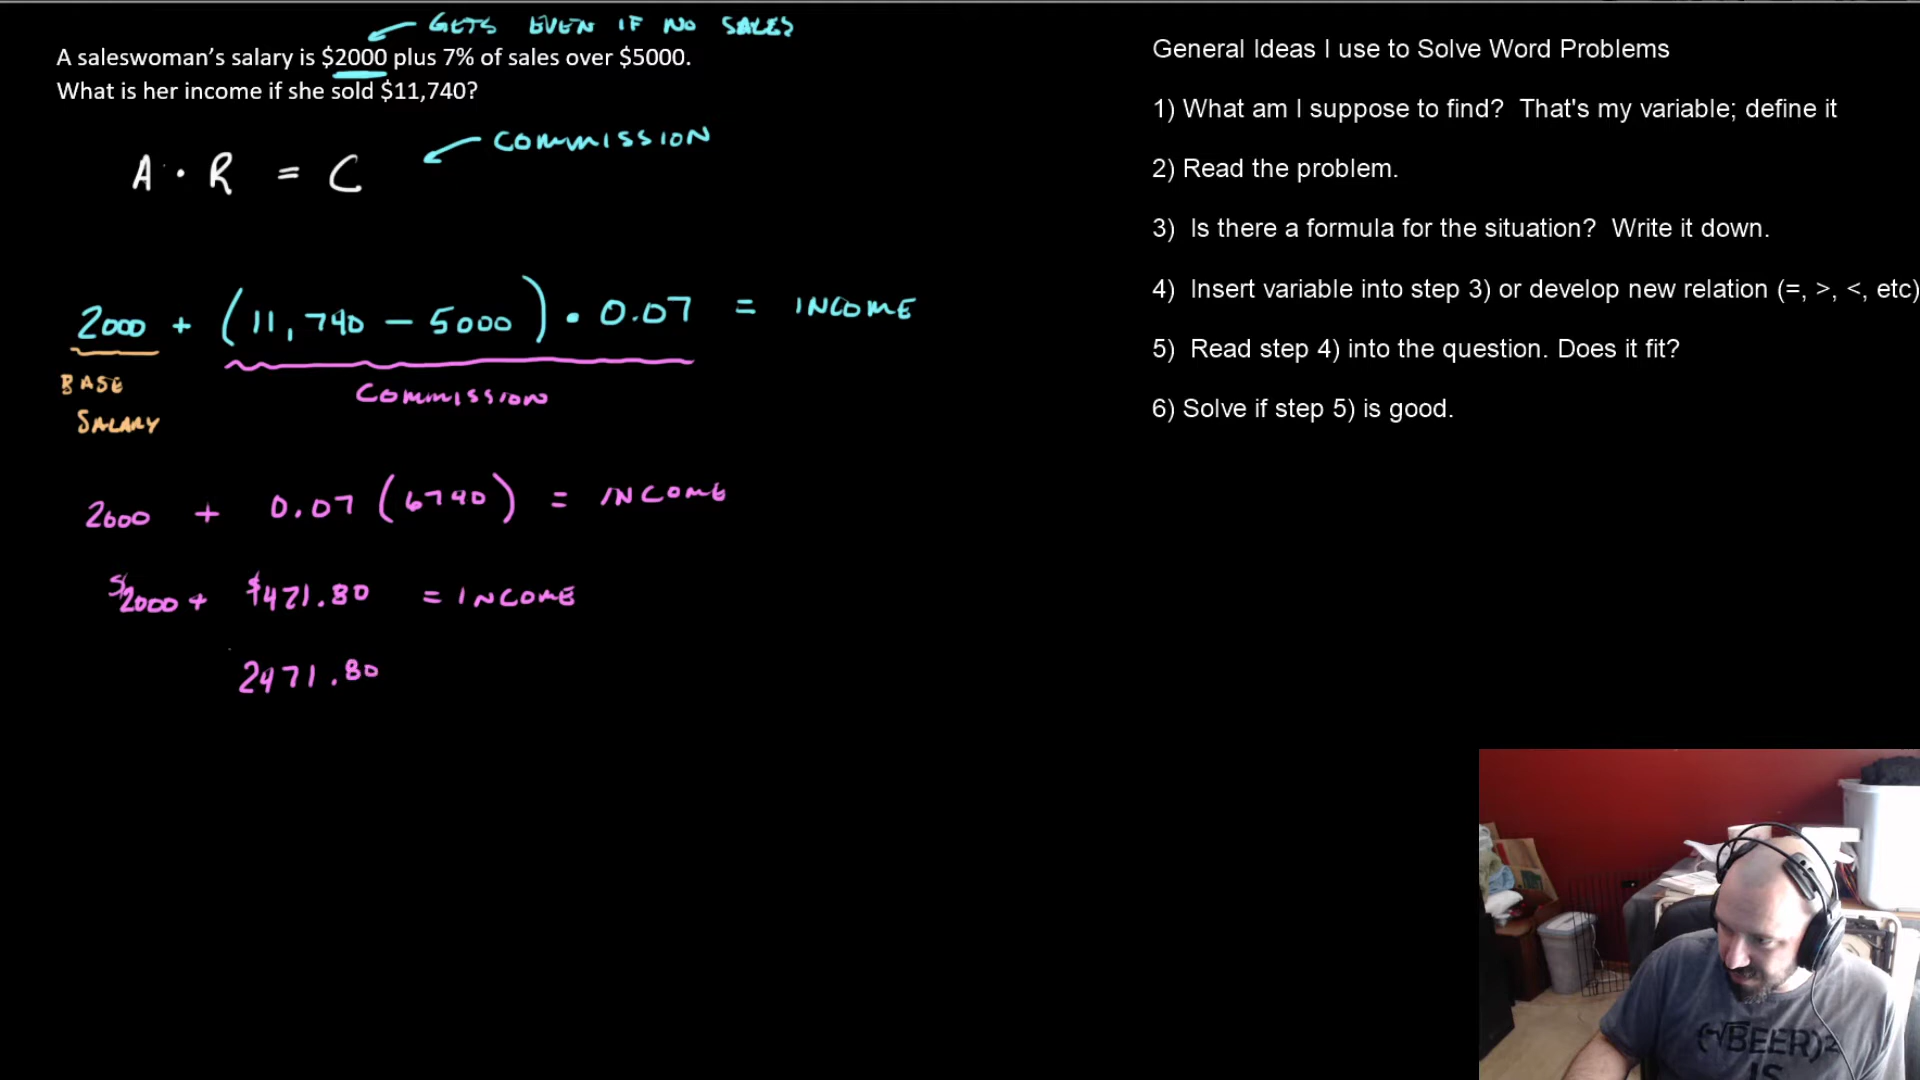 GETS EVEN IF NO SALES
A saleswoman’s salary is $2000 plus 7% of sales over $5000.
What is her income if she sold $11,740?
COMMISSION
A · R = C
2000 + (11,740 – 5000) · 0.07 = INCOME
BASE
SALARY
COMMISSION
2000 + 0.07 (6740) = INCOME
$2000 + $471.80 = INCOME
2471.80
General Ideas I use to Solve Word Problems
1) What am I suppose to find?  That's my variable; define it
2) Read the problem.
3)  Is there a formula for the situation?  Write it down.
4)  Insert variable into step 3) or develop new relation (=, >, <, etc)
5)  Read step 4) into the question. Does it fit?
6) Solve if step 5) is good.
(√BEER)²
IS